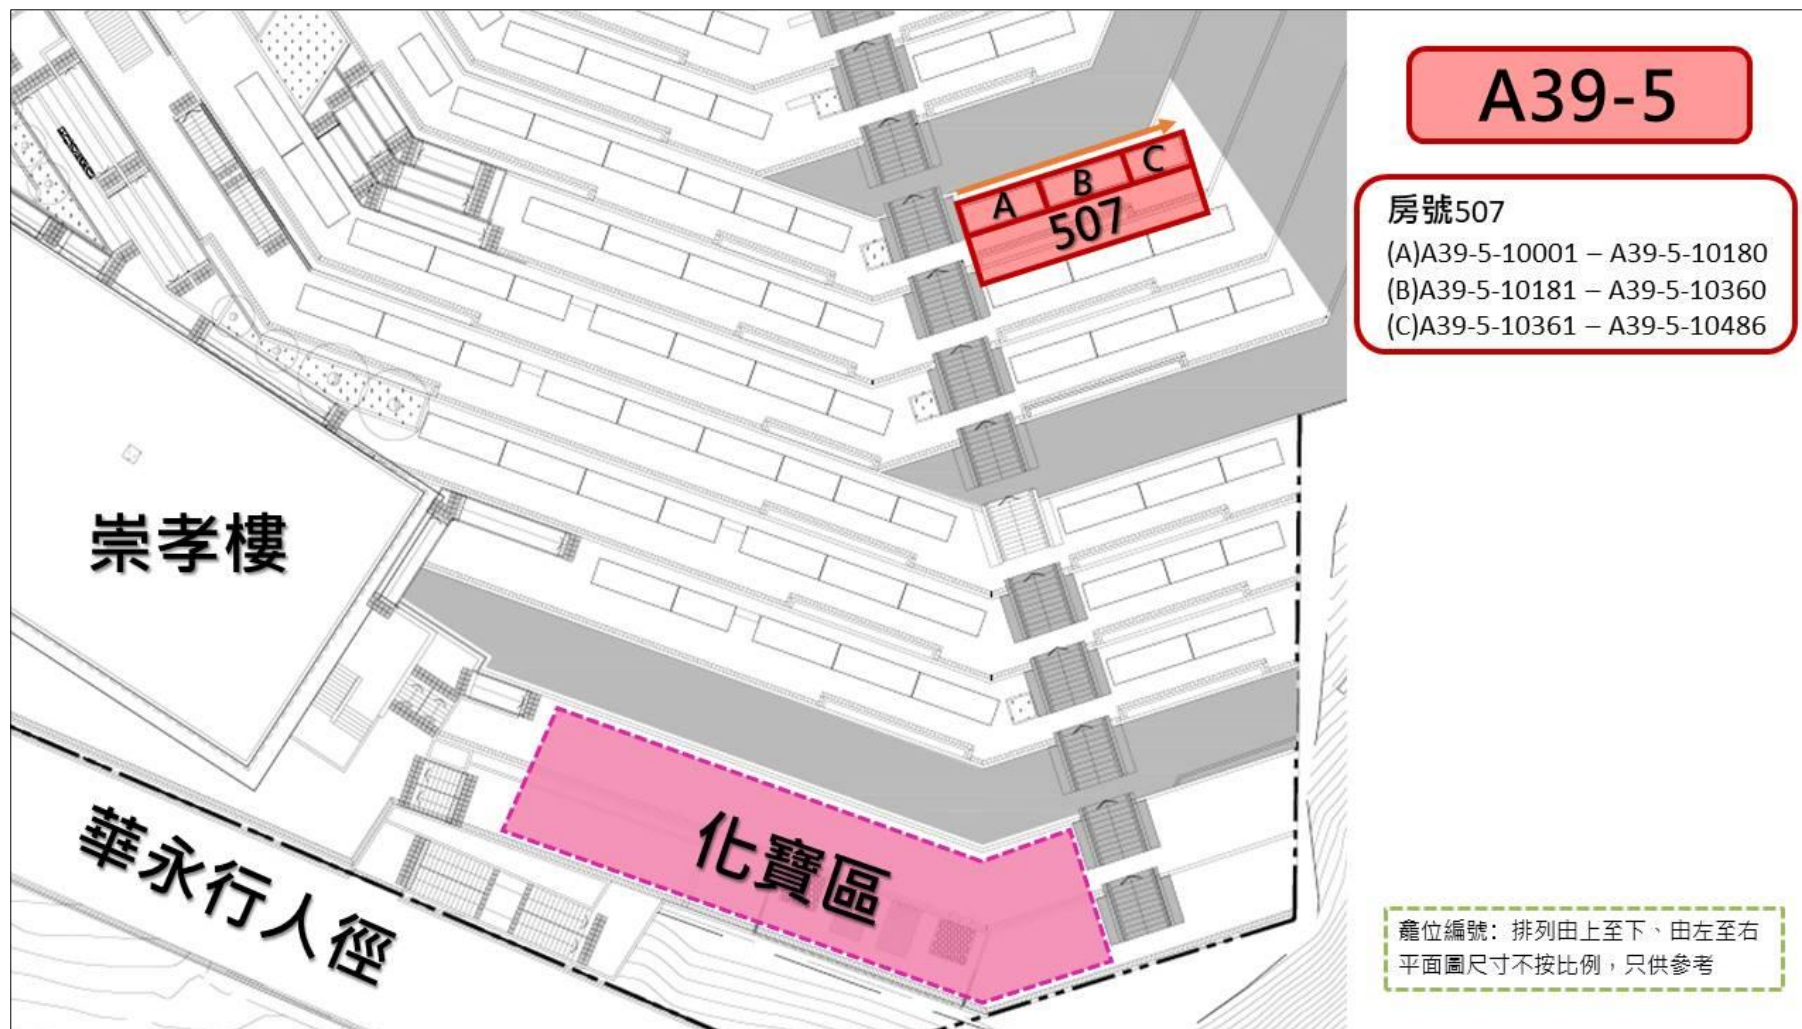 A39-5
房號507
(A)A39-5-10001 – A39-5-10180
(B)A39-5-10181 – A39-5-10360
(C)A39-5-10361 – A39-5-10486
A
B
C
507
崇孝樓
化寶區
華永行人徑
龕位編號：排列由上至下、由左至右
平面圖尺寸不按比例，只供參考